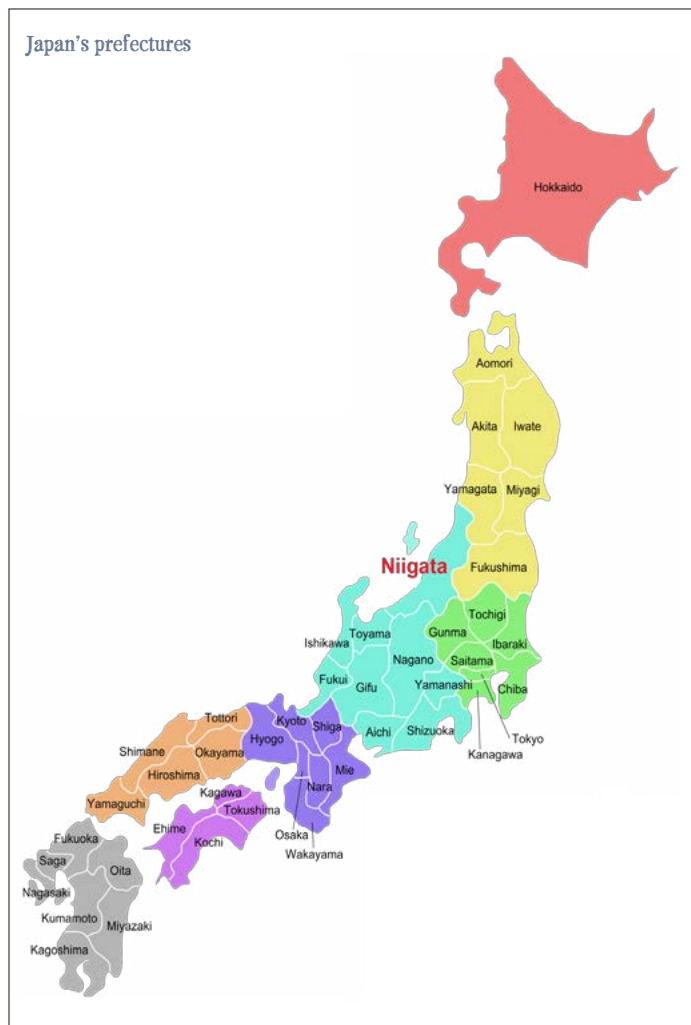 Japan's prefectures
Hokkaido
Aomori
Akita
Iwate
Yamagata
Miyagi
Niigata
Fukushima
Tochigi
Gunma
Ibaraki
Ishikawa
Toyama
Nagano
Saitama
Fukui
Gifu
Yamanashi
Chiba
Tottori
Kyoto
Shiga
Aichi
Shizuoka
Tokyo
Kanagawa
Shimane
Okayama
Hyogo
Mie
Hiroshima
Nara
Yamaguchi
Kagawa
Tokushima
Osaka
Ehime
Kochi
Wakayama
Fukuoka
Saga
Oita
Nagasaki
Kumamoto
Miyazaki
Kagoshima